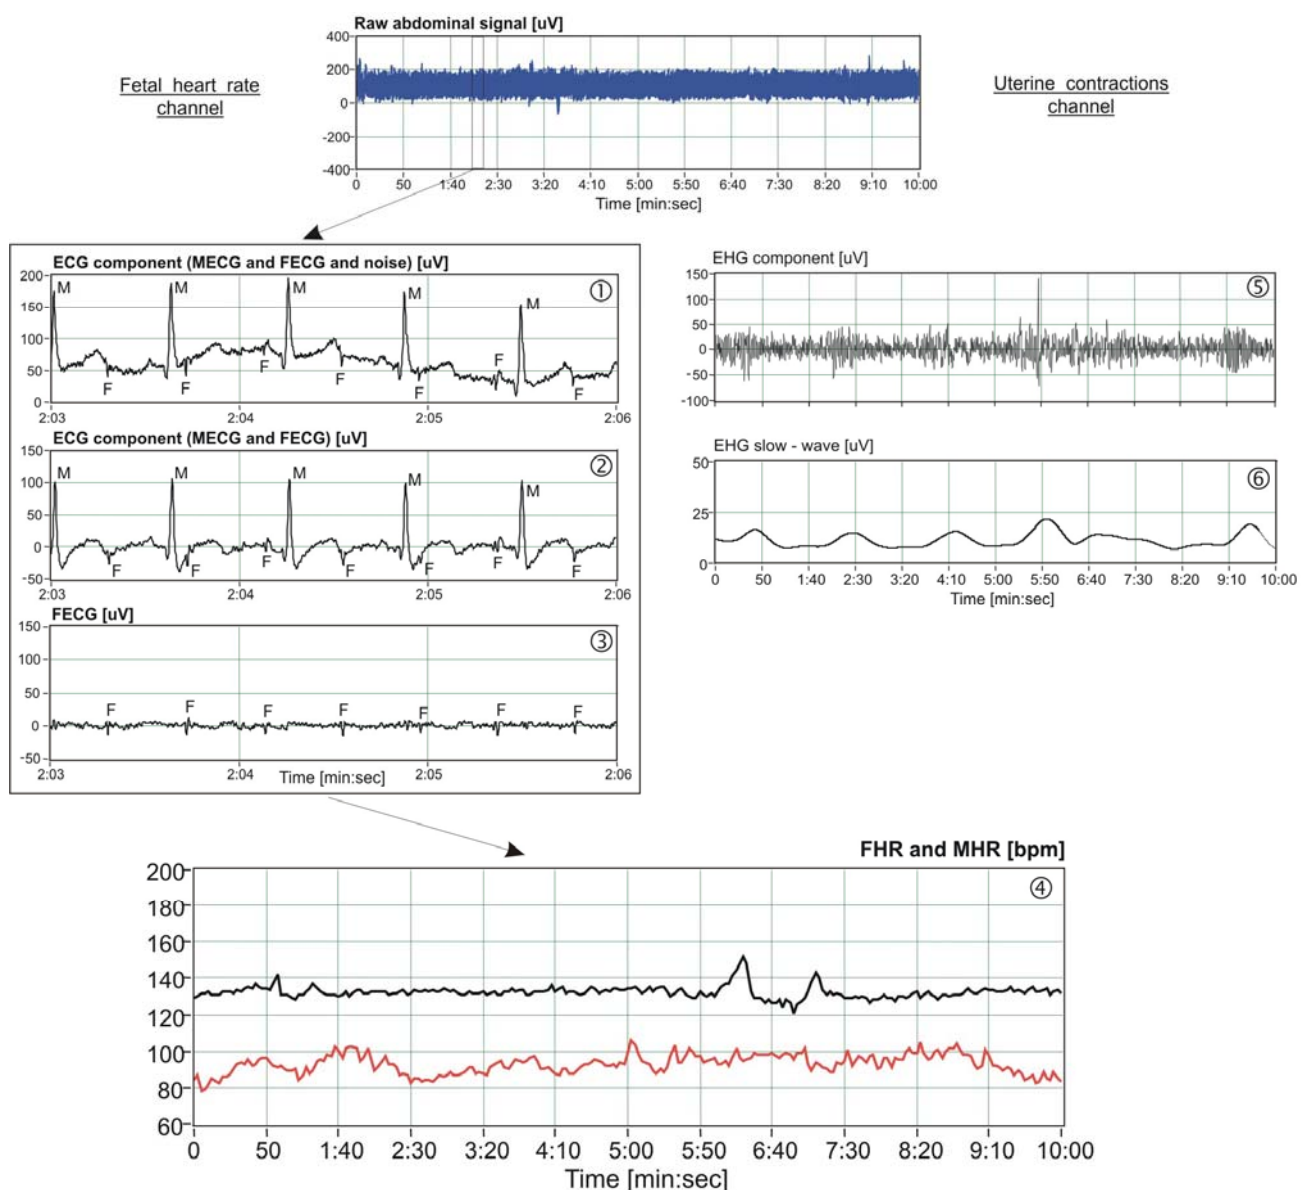 Raw abdominal signal [uV]
400
200
0
-200
-400
0 50 1:40 2:30 3:20 4:10 5:00 5:50 6:40 7:30 8:20 9:10 10:00
Time [min:sec]
Fetal heart rate
channel
Uterine contractions
channel
ECG component (MECG and FECG and noise) [uV]
①
200
150
100
50
0
M M M M M
F F F F F F F
2:03 2:04 2:05 2:06
ECG component (MECG and FECG) [uV]
②
150
100
50
0
-50
M M M M M
F F F F F F F
2:03 2:04 2:05 2:06
FECG [uV]
③
150
100
50
0
-50
F F F F F F F
2:03 2:04 2:05 2:06
Time [min:sec]
EHG component [uV]
⑤
150
100
50
0
-50
-100
EHG slow - wave [uV]
⑥
50
25
0
0 50 1:40 2:30 3:20 4:10 5:00 5:50 6:40 7:30 8:20 9:10 10:00
Time [min:sec]
FHR and MHR [bpm]
④
200
180
160
140
120
100
80
60
0 50 1:40 2:30 3:20 4:10 5:00 5:50 6:40 7:30 8:20 9:10 10:00
Time [min:sec]